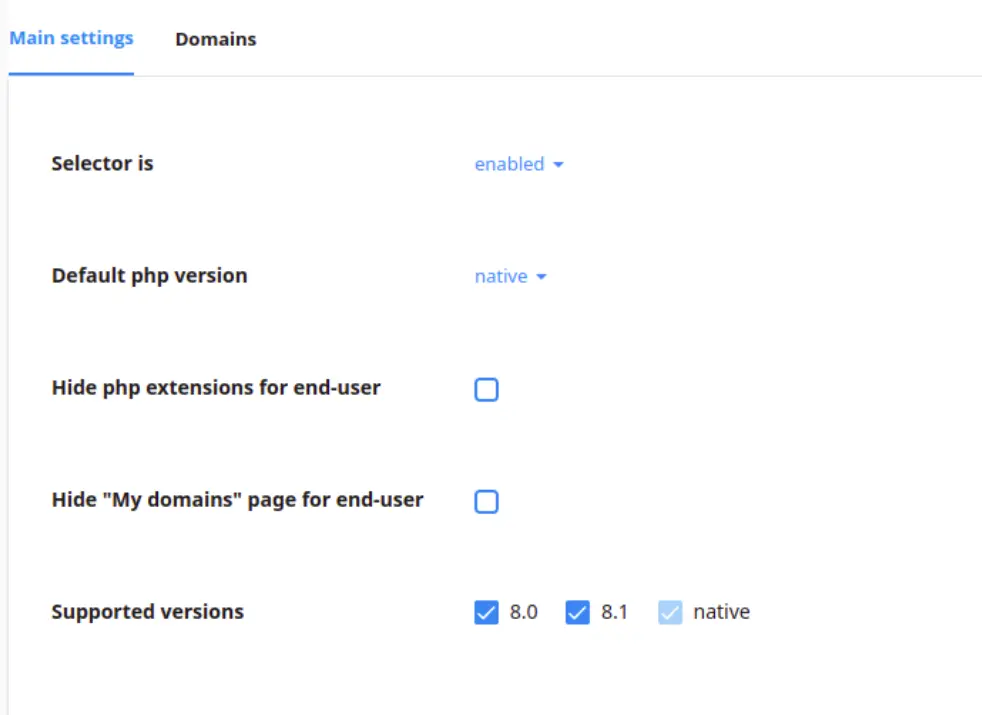 Main settings Domains
Selector is enabled
Default php version native
Hide php extensions for end-user
Hide "My domains" page for end-user
Supported versions 8.0 8.1 native